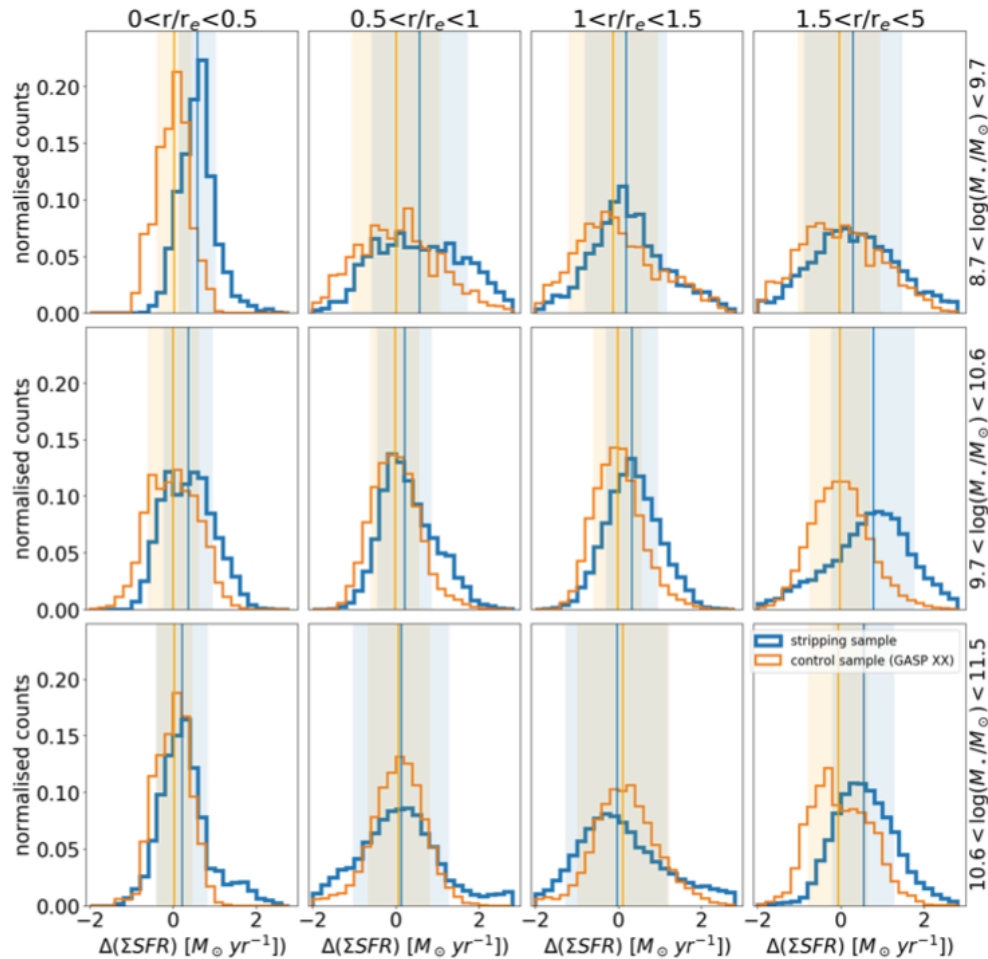 0<r/r_e<0.5 0.5<r/r_e<1 1<r/r_e<1.5 1.5<r/r_e<5
normalised counts
0.20
0.15
0.10
0.05
0.00
8.7 < log(M⋆/M⊙) < 9.7
normalised counts
0.20
0.15
0.10
0.05
0.00
9.7 < log(M⋆/M⊙) < 10.6
normalised counts
0.20
0.15
0.10
0.05
0.00
stripping sample
control sample (GASP XX)
10.6 < log(M⋆/M⊙) < 11.5
−2 0 2 −2 0 2 −2 0 2 −2 0 2
Δ(ΣSFR) [M⊙ yr⁻¹]) Δ(ΣSFR) [M⊙ yr⁻¹]) Δ(ΣSFR) [M⊙ yr⁻¹]) Δ(ΣSFR) [M⊙ yr⁻¹])